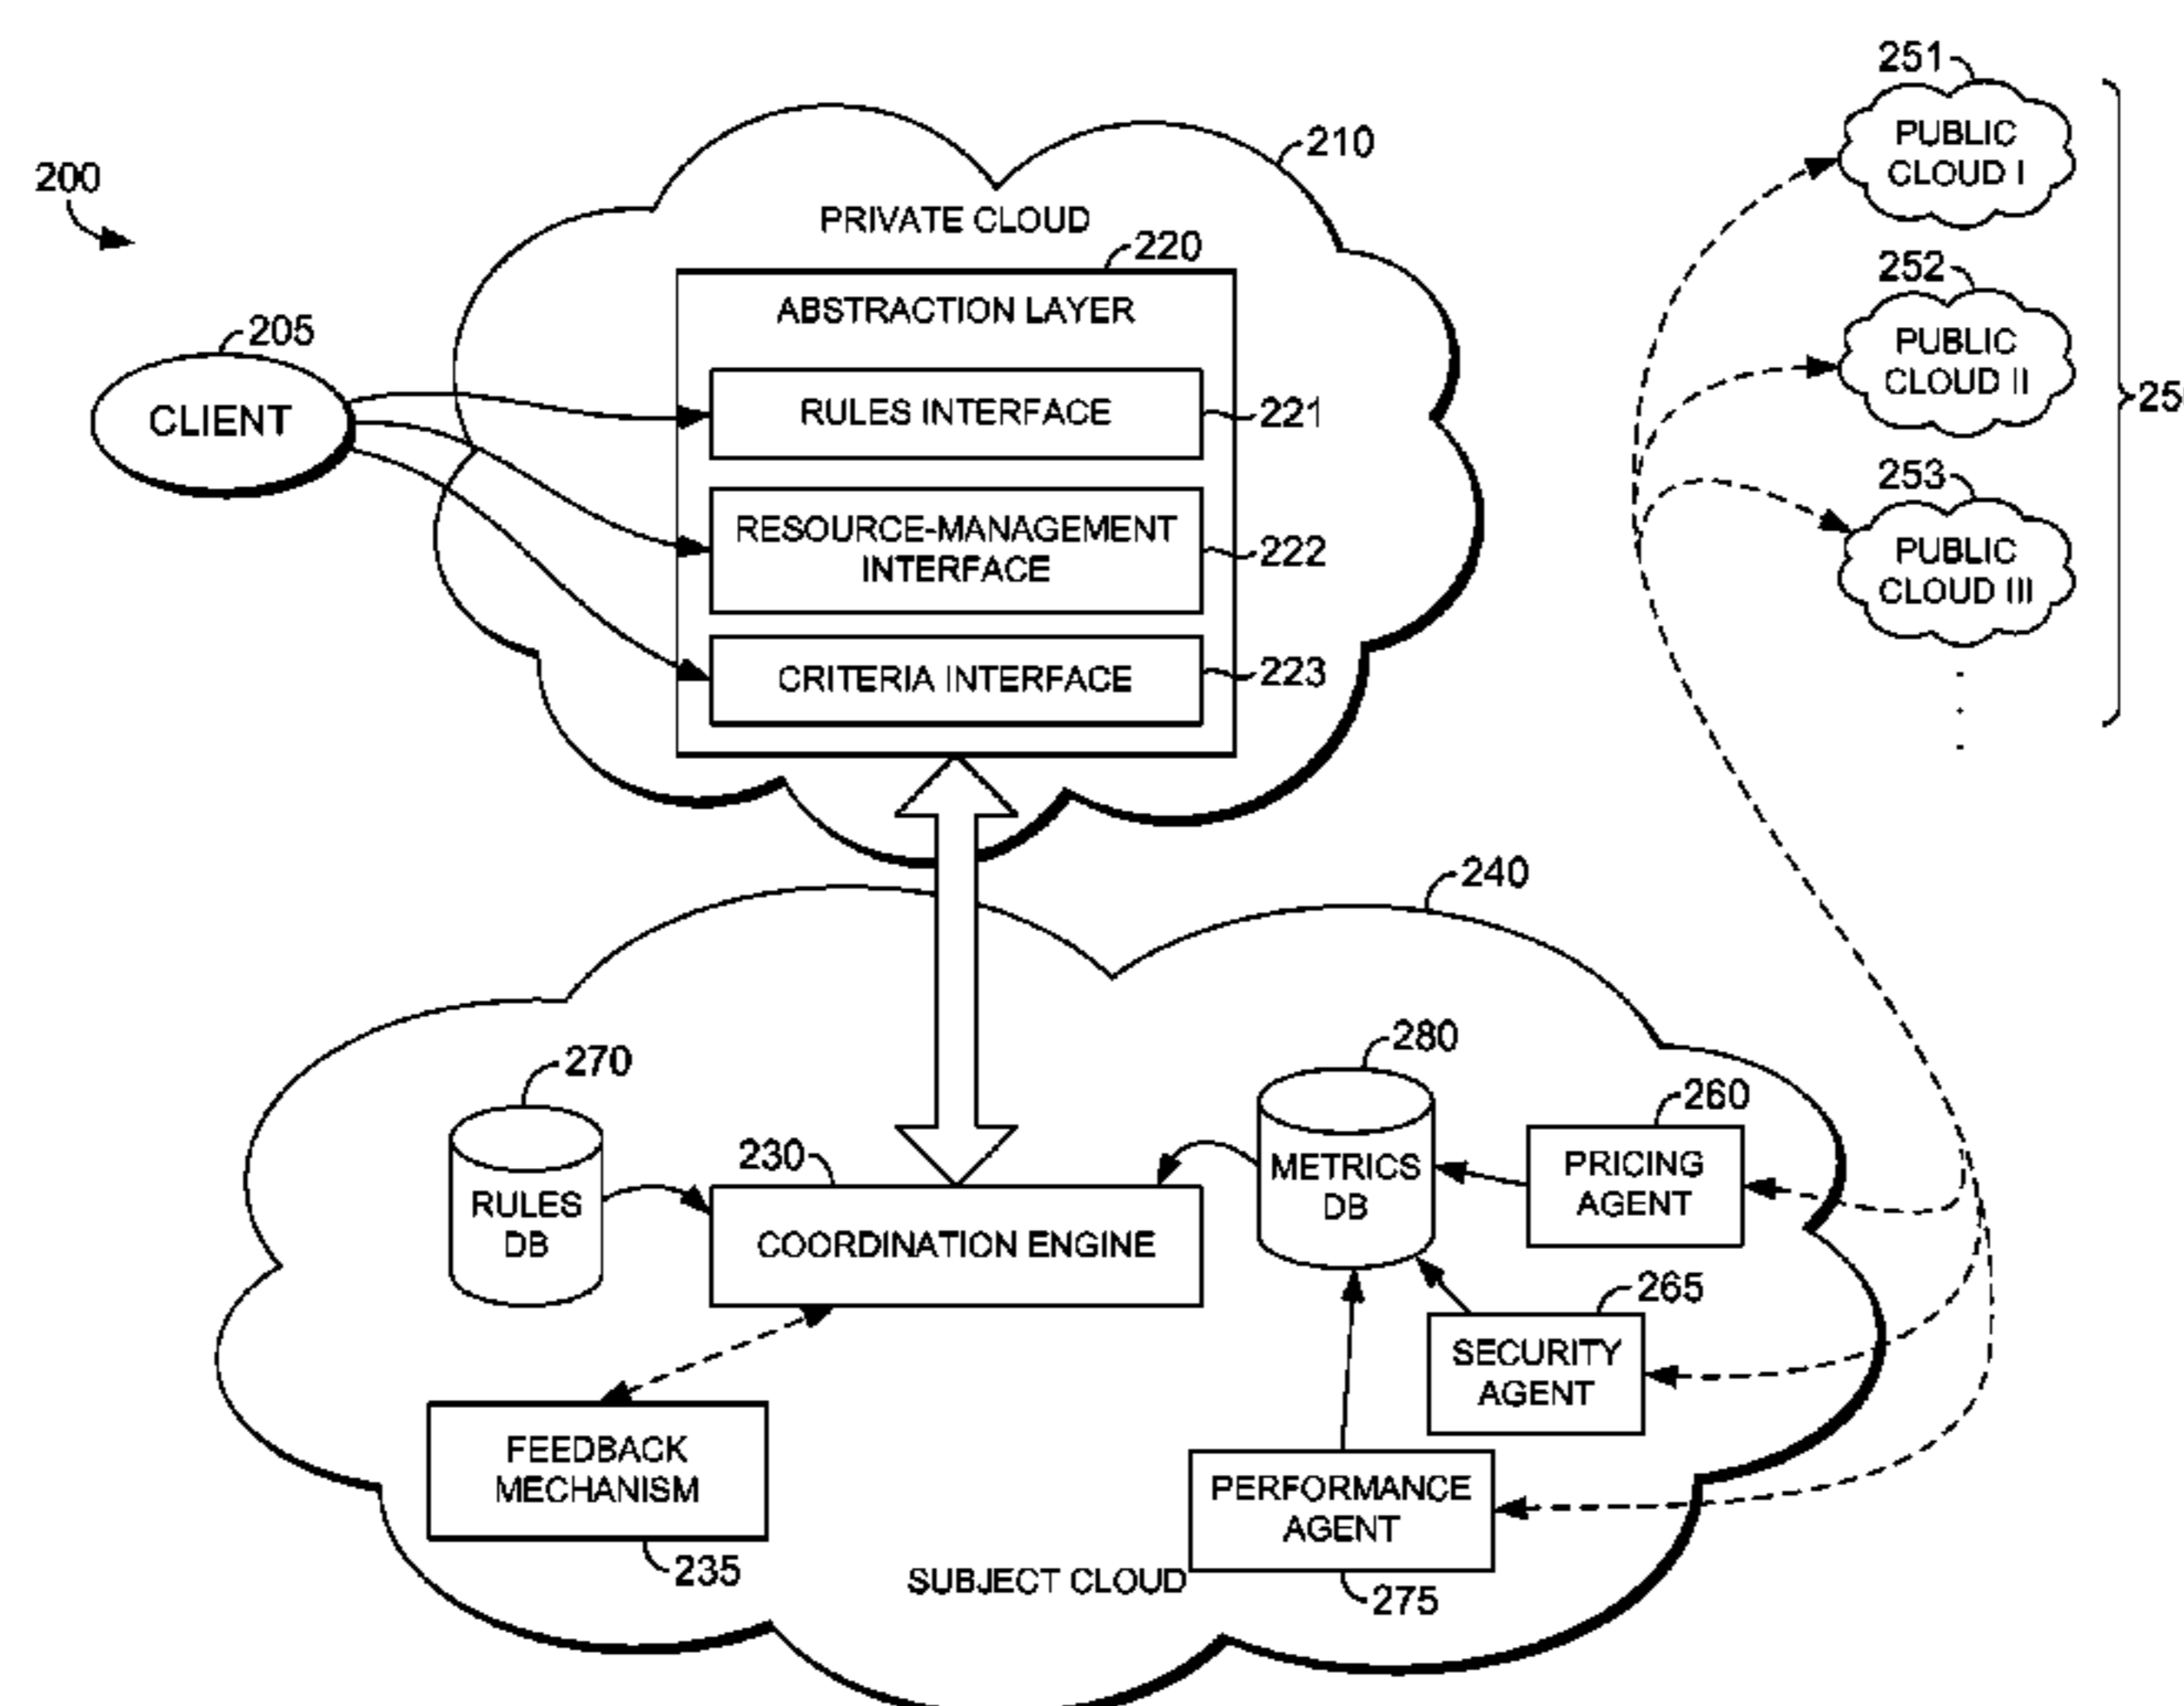 200
210
PRIVATE CLOUD
220
ABSTRACTION LAYER
205
CLIENT
RULES INTERFACE
221
RESOURCE-MANAGEMENT
INTERFACE
222
CRITERIA INTERFACE
223
251
PUBLIC
CLOUD I
252
PUBLIC
CLOUD II
25
253
PUBLIC
CLOUD III
240
270
RULES
DB
230
COORDINATION ENGINE
280
METRICS
DB
260
PRICING
AGENT
265
SECURITY
AGENT
FEEDBACK
MECHANISM
235
PERFORMANCE
AGENT
275
SUBJECT CLOUD